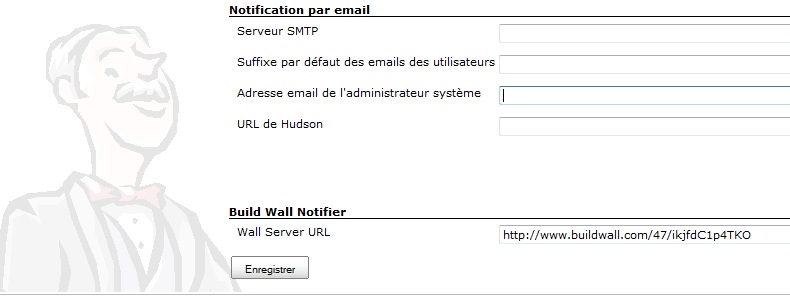 Notification par email
Serveur SMTP
Suffixe par défaut des emails des utilisateurs
Adresse email de l'administrateur système
URL de Hudson
Build Wall Notifier
Wall Server URL http://www.buildwall.com/47/ikjfdC1p4TKO
Enregistrer